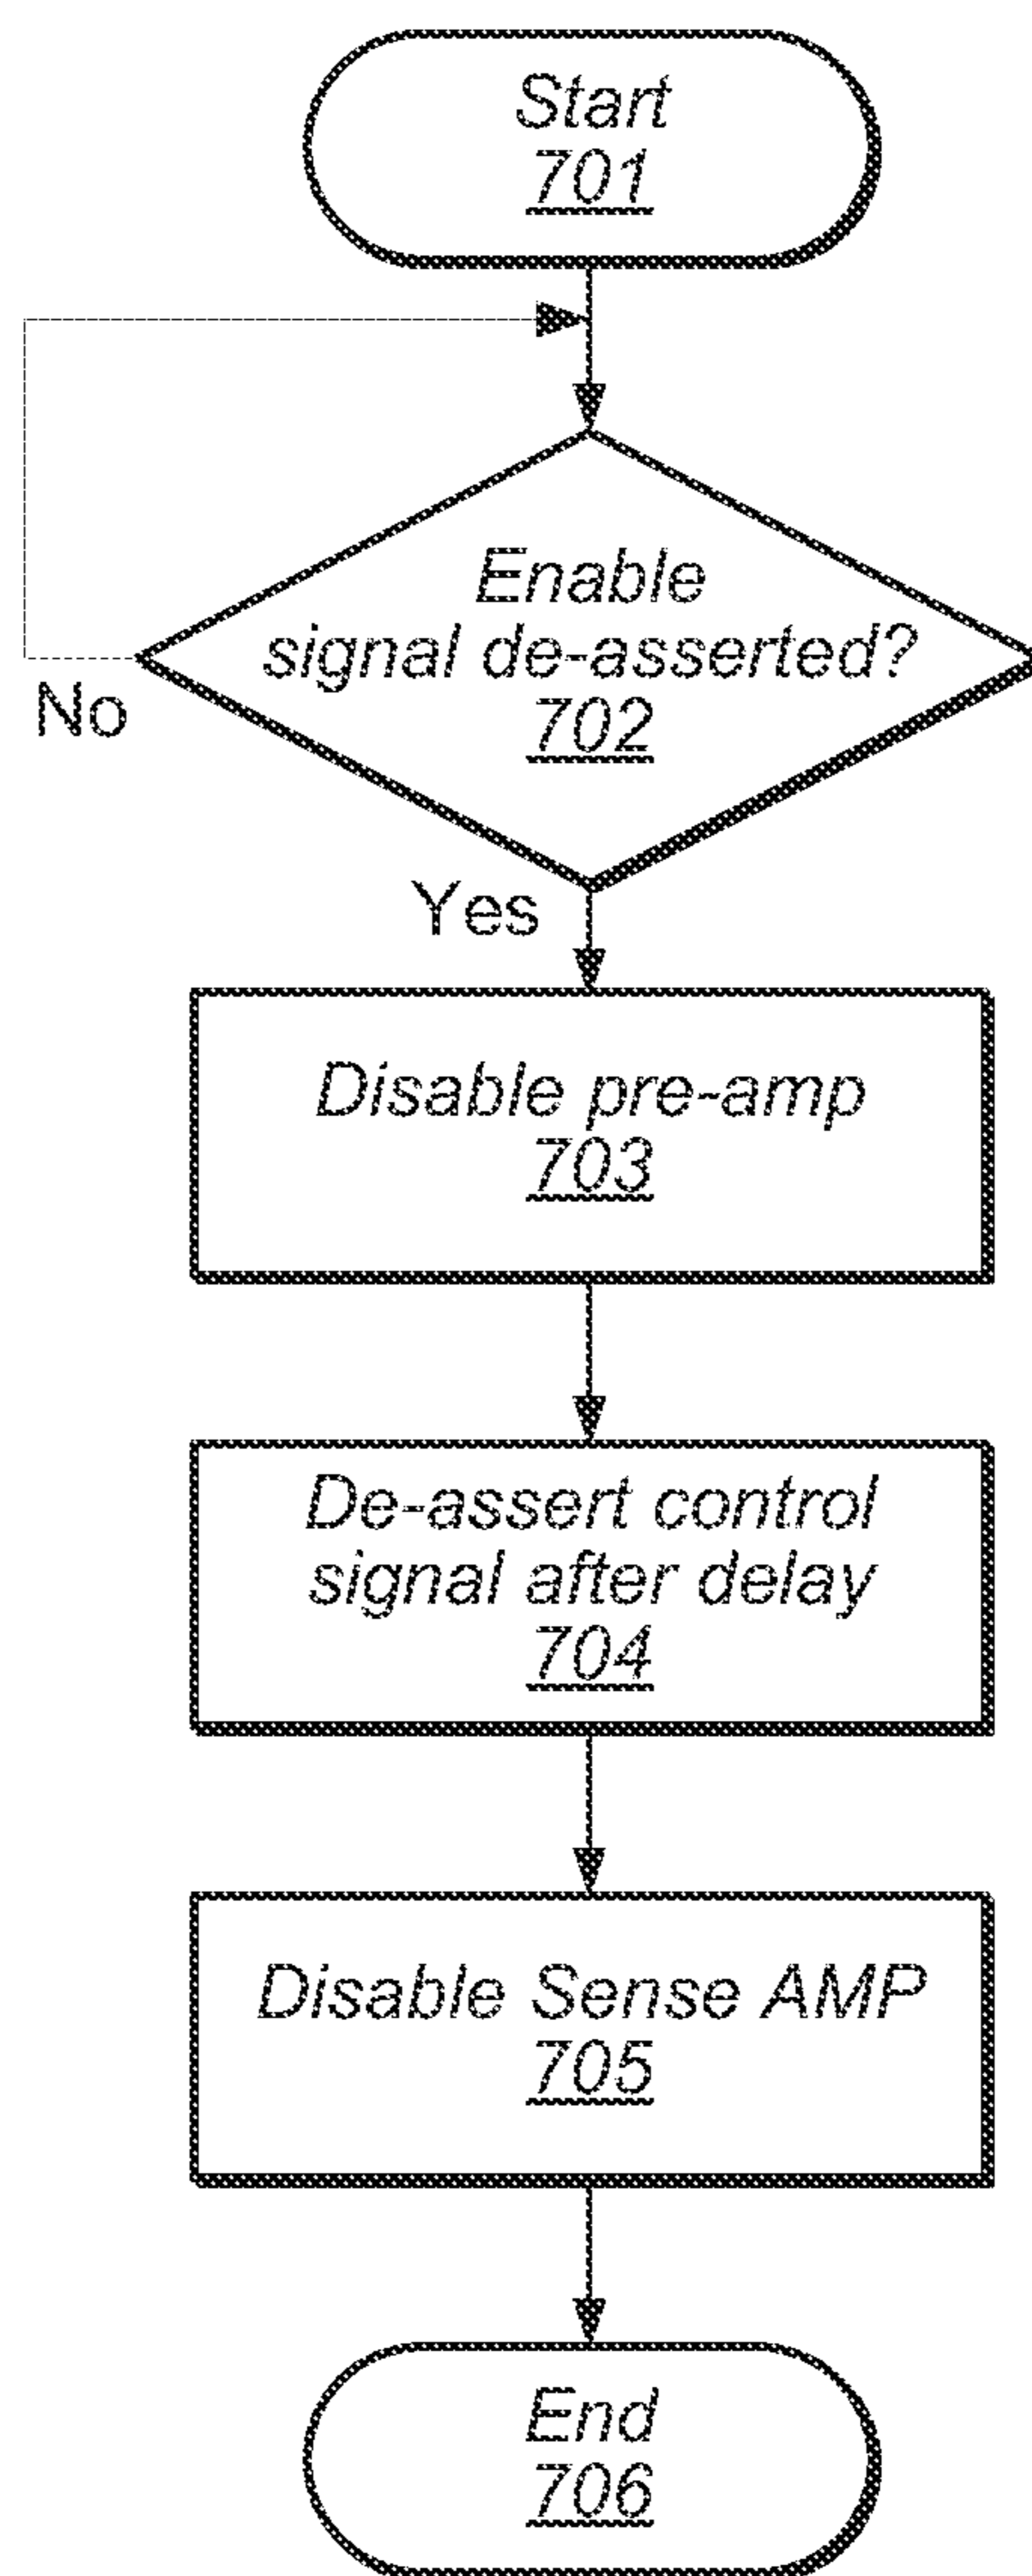 Start
701
Enable
signal de-asserted?
702
No
Yes
Disable pre-amp
703
De-assert control
signal after delay
704
Disable Sense AMP
705
End
706